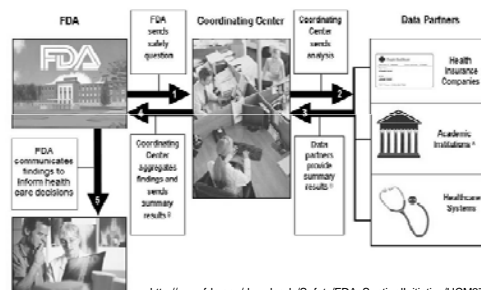 FDA
Coordinating Center
Data Partners
FDA
sends
safety
question
Coordinating
Center
sends
analysis
FDA
1
2
Health
Insurance
Companies
4
3
Academic
Institutions
FDA
communicates
findings to
inform health
care decisions
Coordinating
Center
aggregates
findings and
sends
summary
results
Data
partners
provide
summary
results
5
Healthcare
Systems